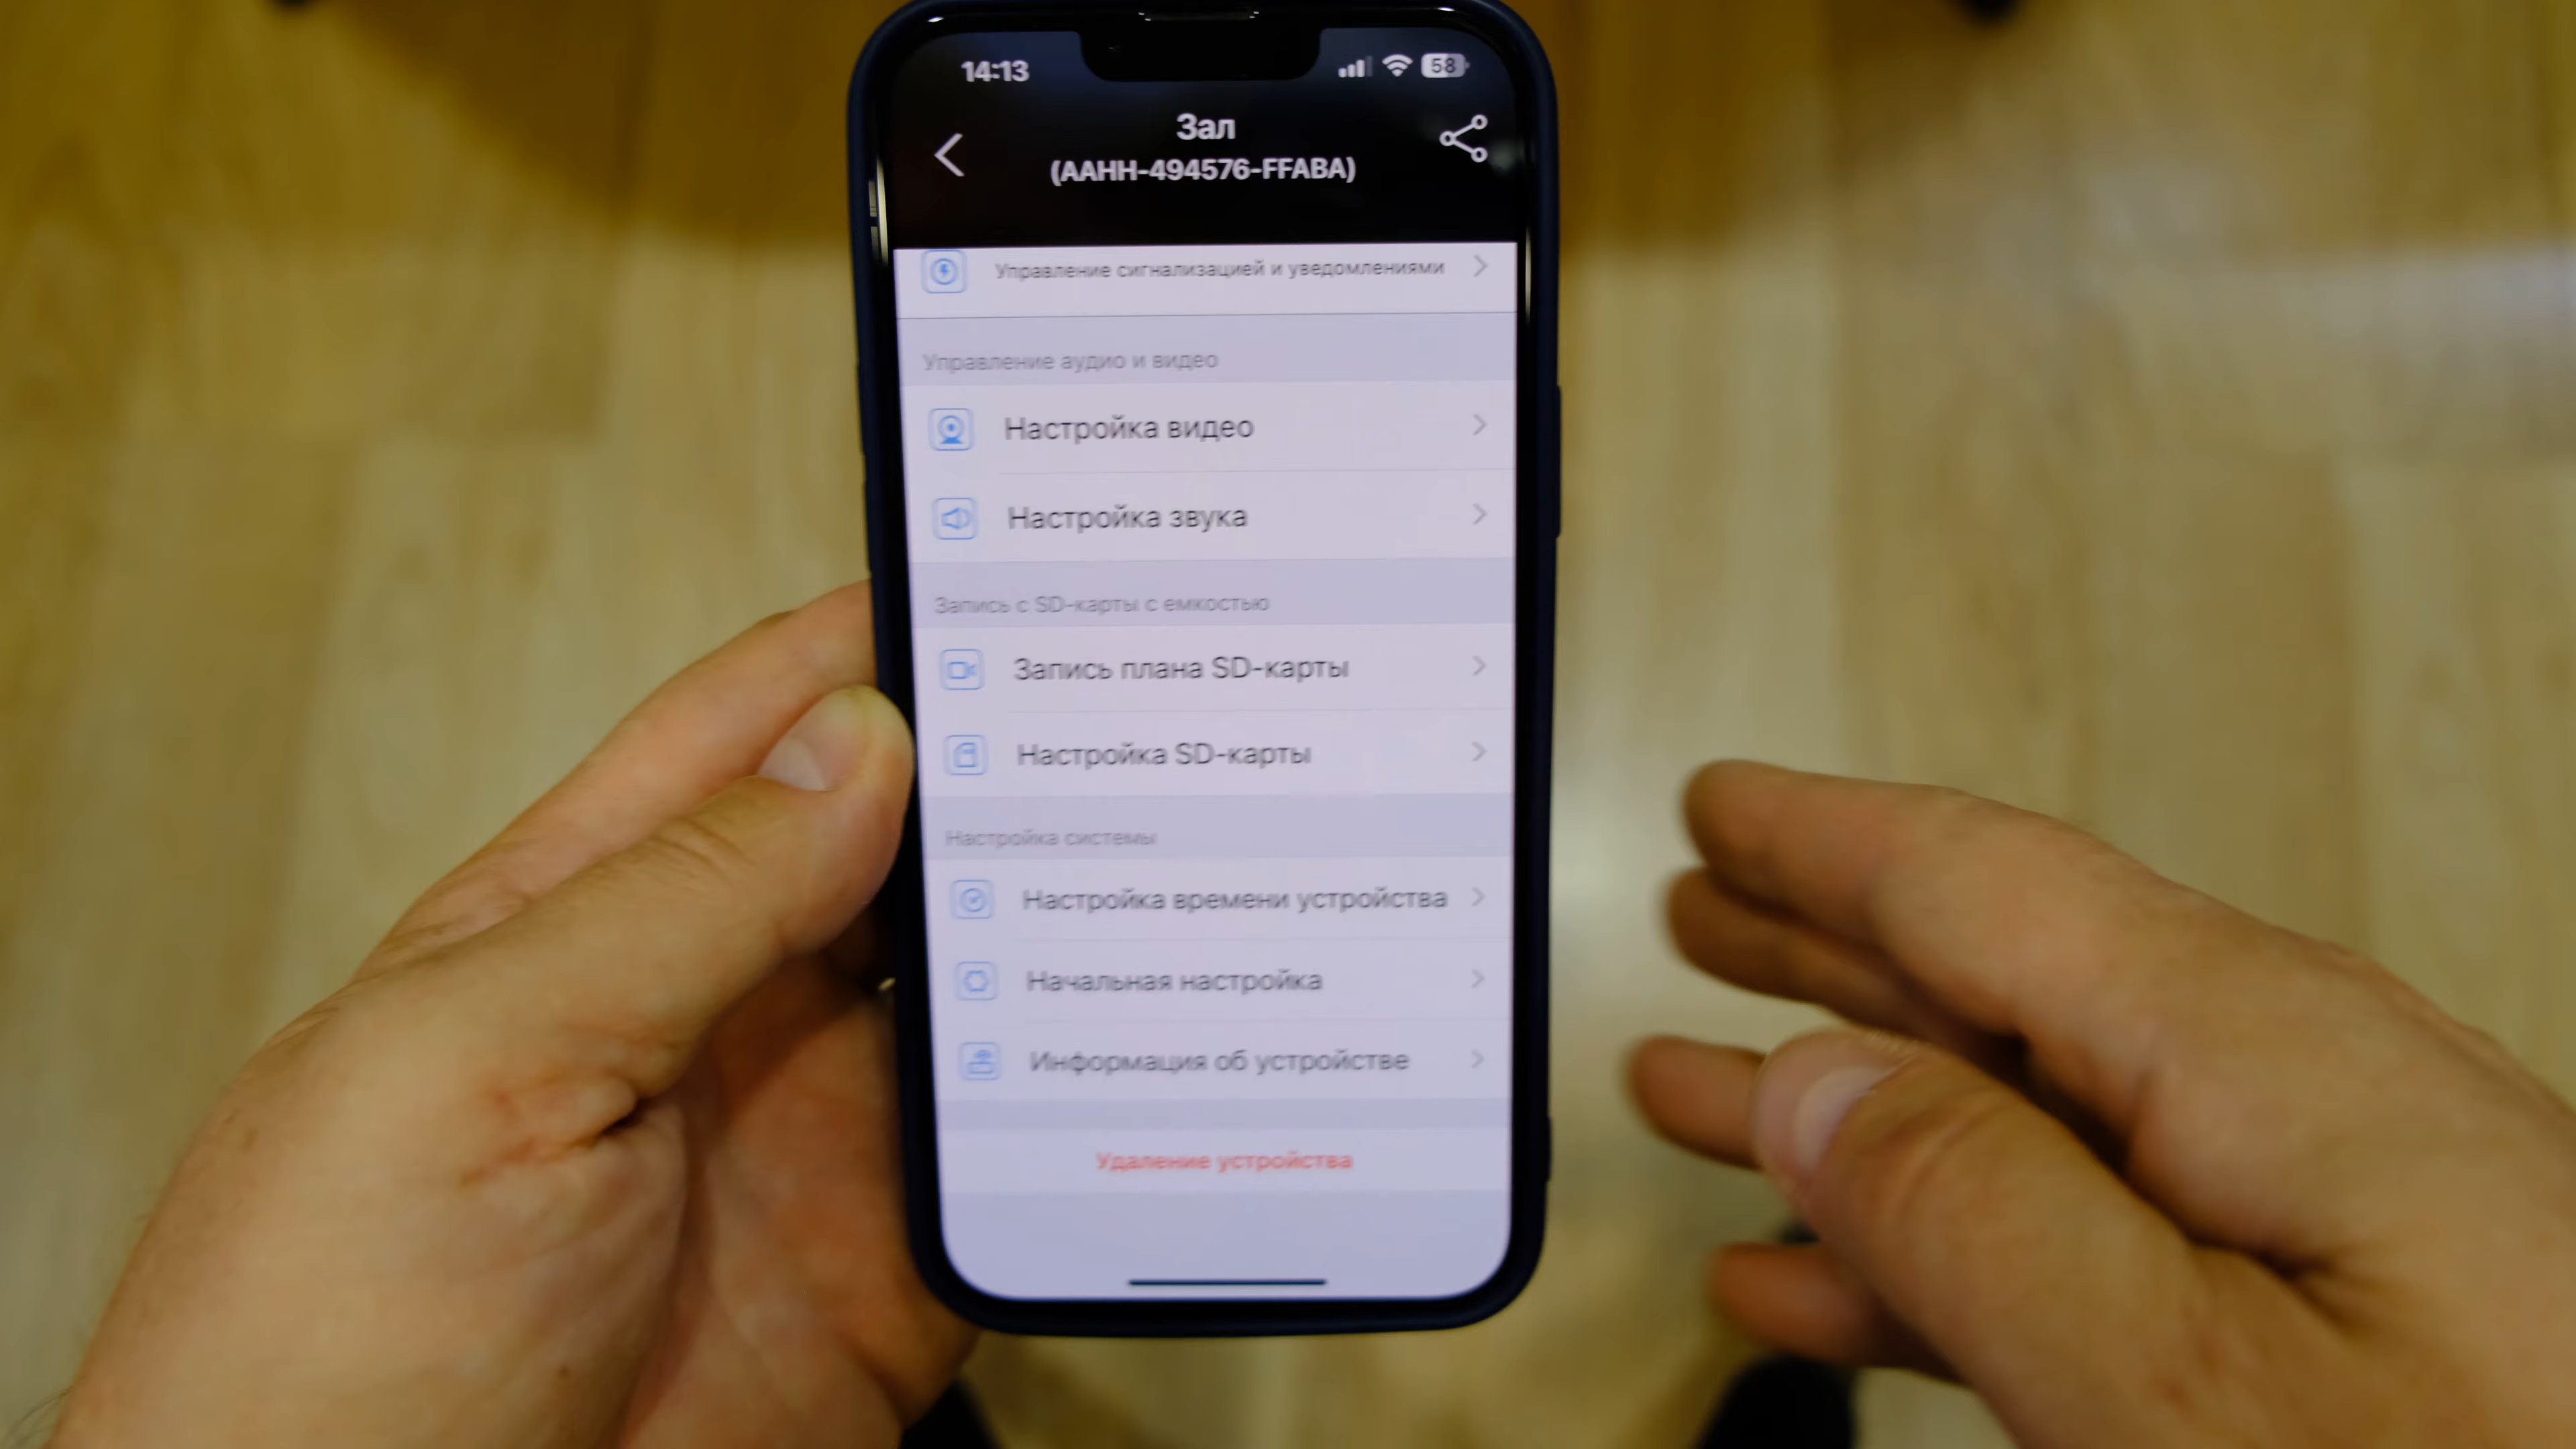 14:13
58
Зал
(AAHH-494576-FFABA)
Управление сигнализацией и уведомлениями
Управление аудио и видео
Настройка видео
Настройка звука
Запись с SD-карты с емкостью
Запись плана SD-карты
Настройка SD-карты
Настройка системы
Настройка времени устройства
Начальная настройка
Информация об устройстве
Удаление устройства